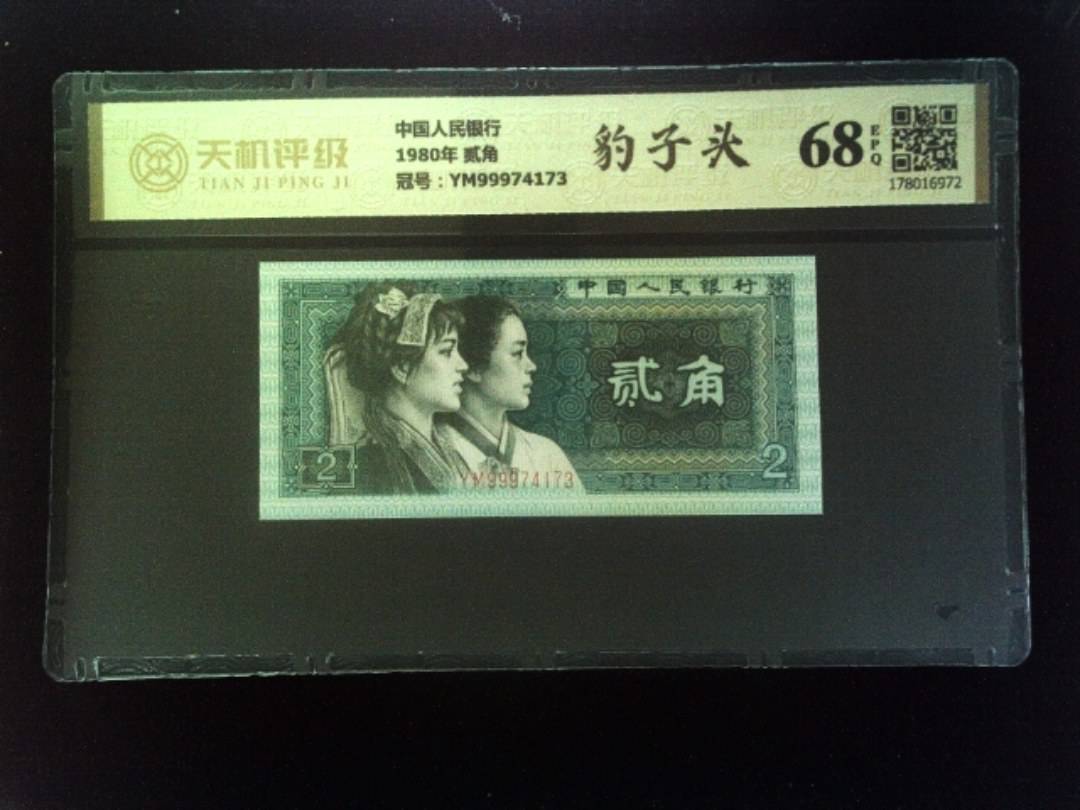 天机评级
TIAN JI PING JI
中国人民银行
1980年 贰角
冠号：YM99974173
豹子头
68
EPQ
178016972
中国人民银行
贰角
2
2
YM99974173